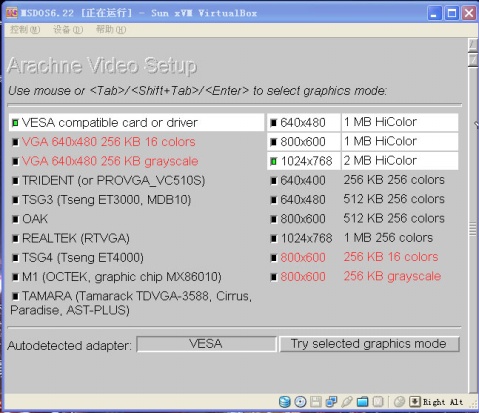 MSDOS6.22 [正在运行] - Sun xVM VirtualBox
控制(M) 设备(D) 帮助(H)
Arachne Video Setup
Use mouse or <Tab>/<Shift+Tab>/<Enter> to select graphics mode:
VESA compatible card or driver
VGA 640x480 256 KB 16 colors
VGA 640x480 256 KB grayscale
TRIDENT (or PROVGA_VC510S)
TSG3 (Tseng ET3000, MDB10)
OAK
REALTEK (RTVGA)
TSG4 (Tseng ET4000)
M1 (OCTEK, graphic chip MX86010)
TAMARA (Tamarack TDVGA-3588, Cirrus,
Paradise, AST-PLUS)
640x480 1 MB HiColor
800x600 1 MB HiColor
1024x768 2 MB HiColor
640x400 256 KB 256 colors
640x480 512 KB 256 colors
800x600 512 KB 256 colors
1024x768 1 MB 256 colors
800x600 256 KB 16 colors
800x600 256 KB grayscale
Autodetected adapter: VESA Try selected graphics mode
Right Alt